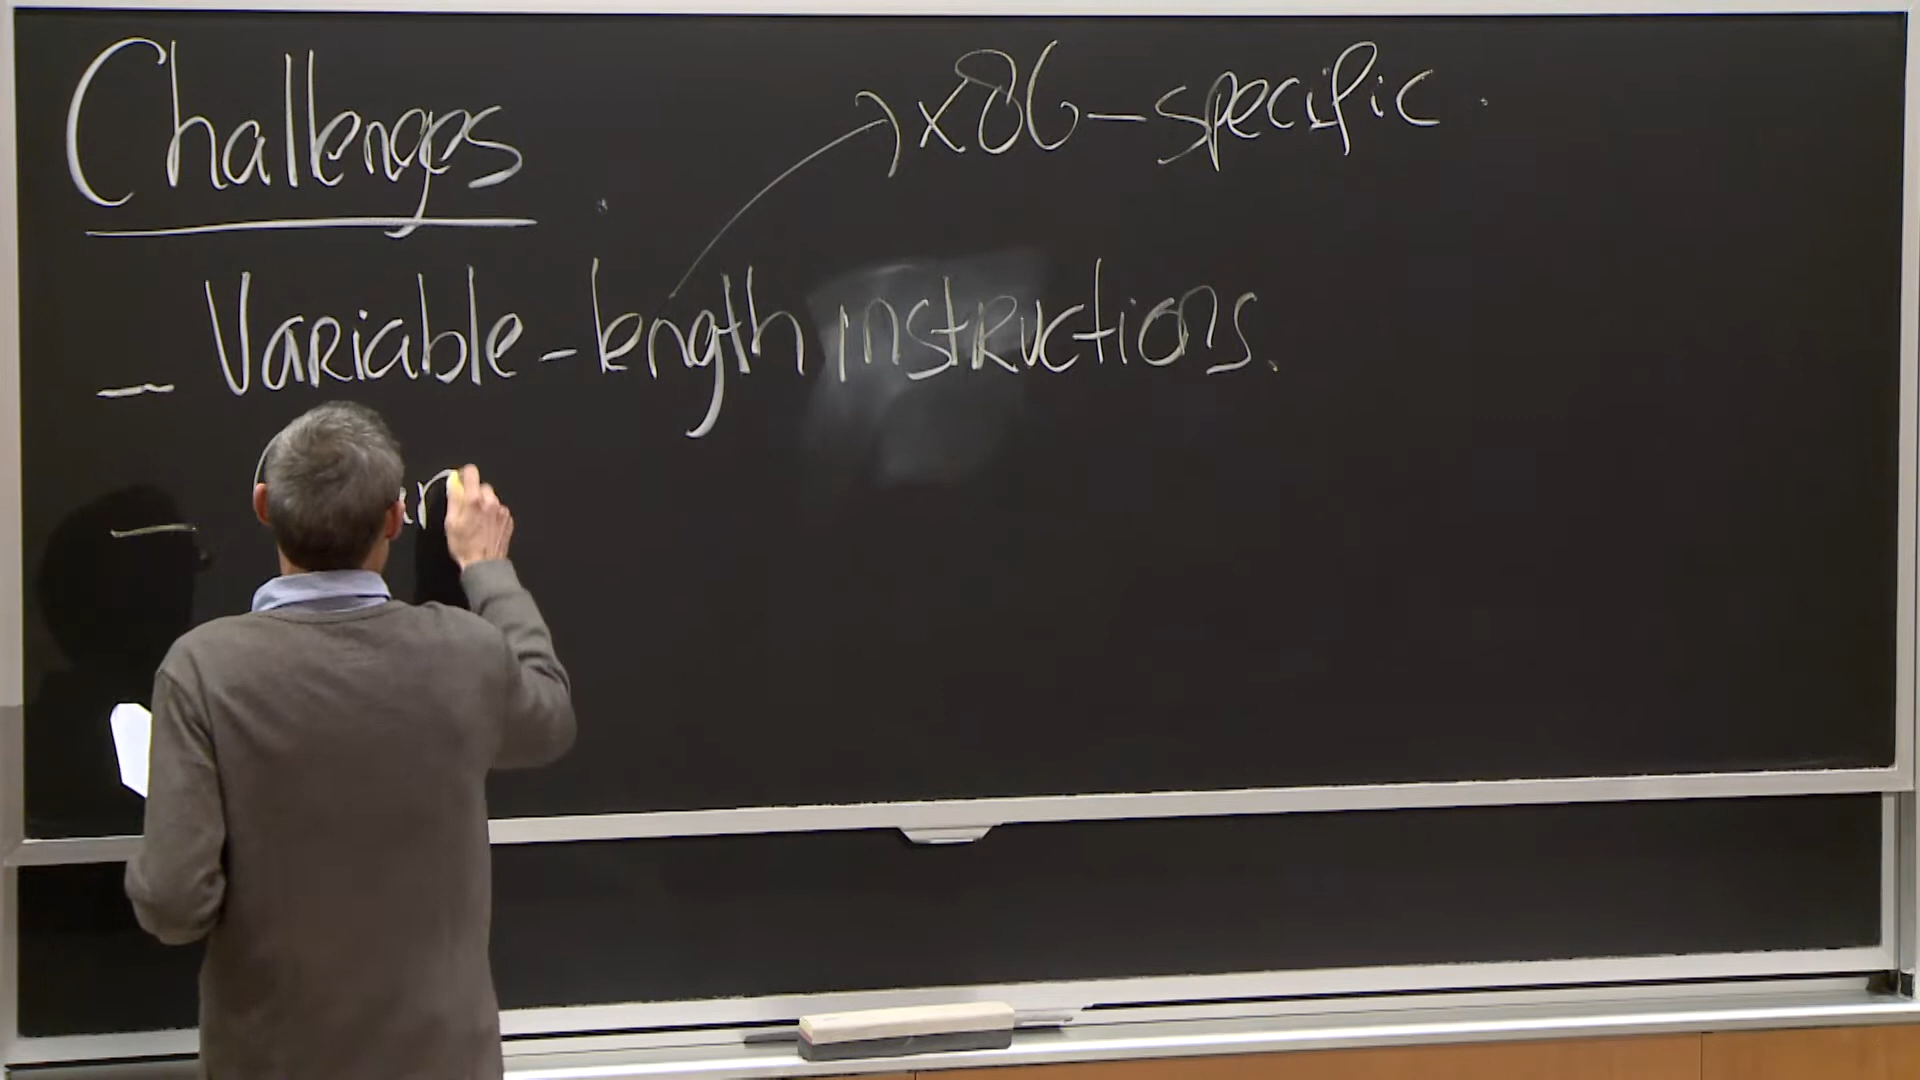 Challenges
x86-specific.
- Variable-length instructions.
-